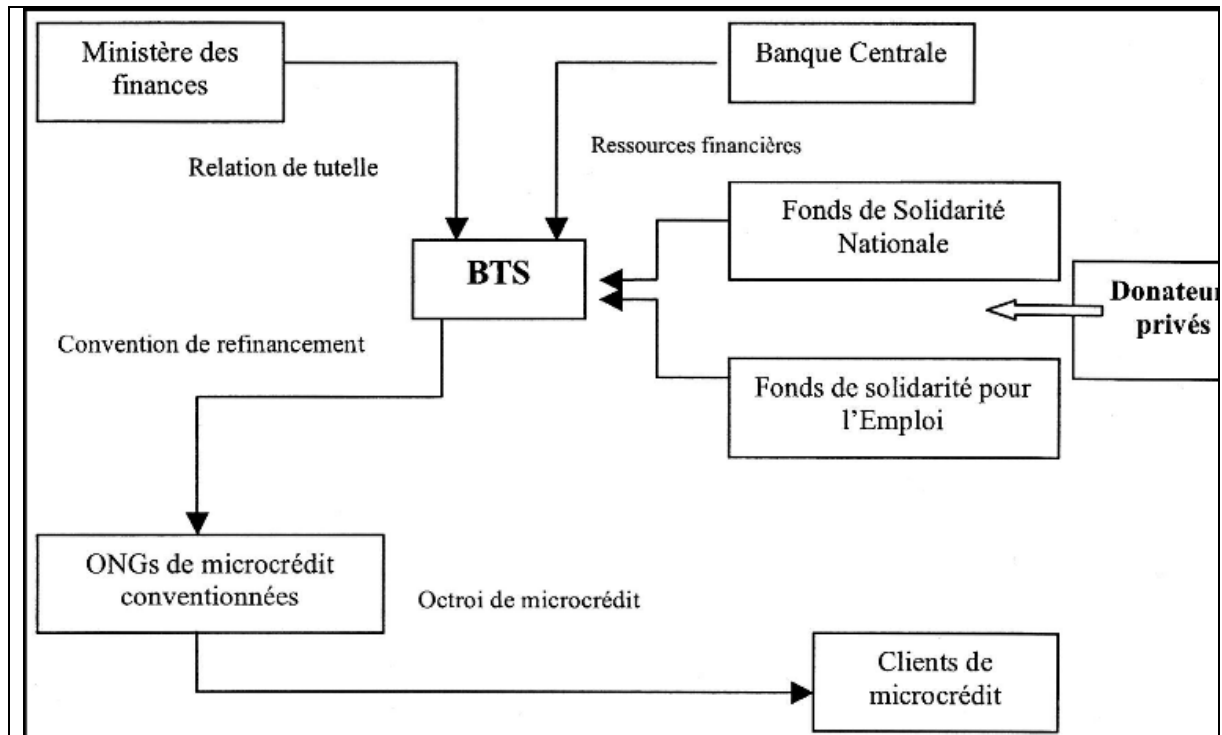 Ministère des
finances
Banque Centrale
Relation de tutelle
Ressources financières
Fonds de Solidarité
Nationale
BTS
Donateur
privés
Convention de refinancement
Fonds de solidarité pour
l'Emploi
ONGs de microcrédit
conventionnées
Octroi de microcrédit
Clients de
microcrédit